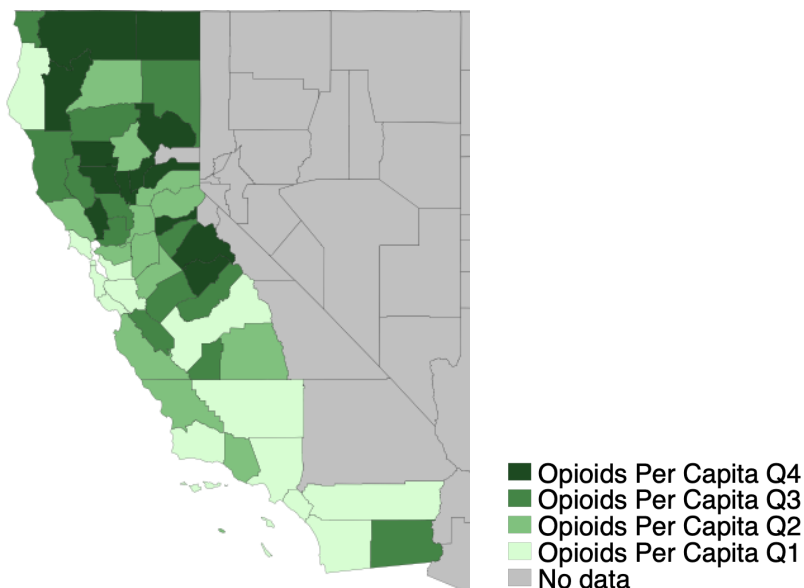 Opioids Per Capita Q4
Opioids Per Capita Q3
Opioids Per Capita Q2
Opioids Per Capita Q1
No data